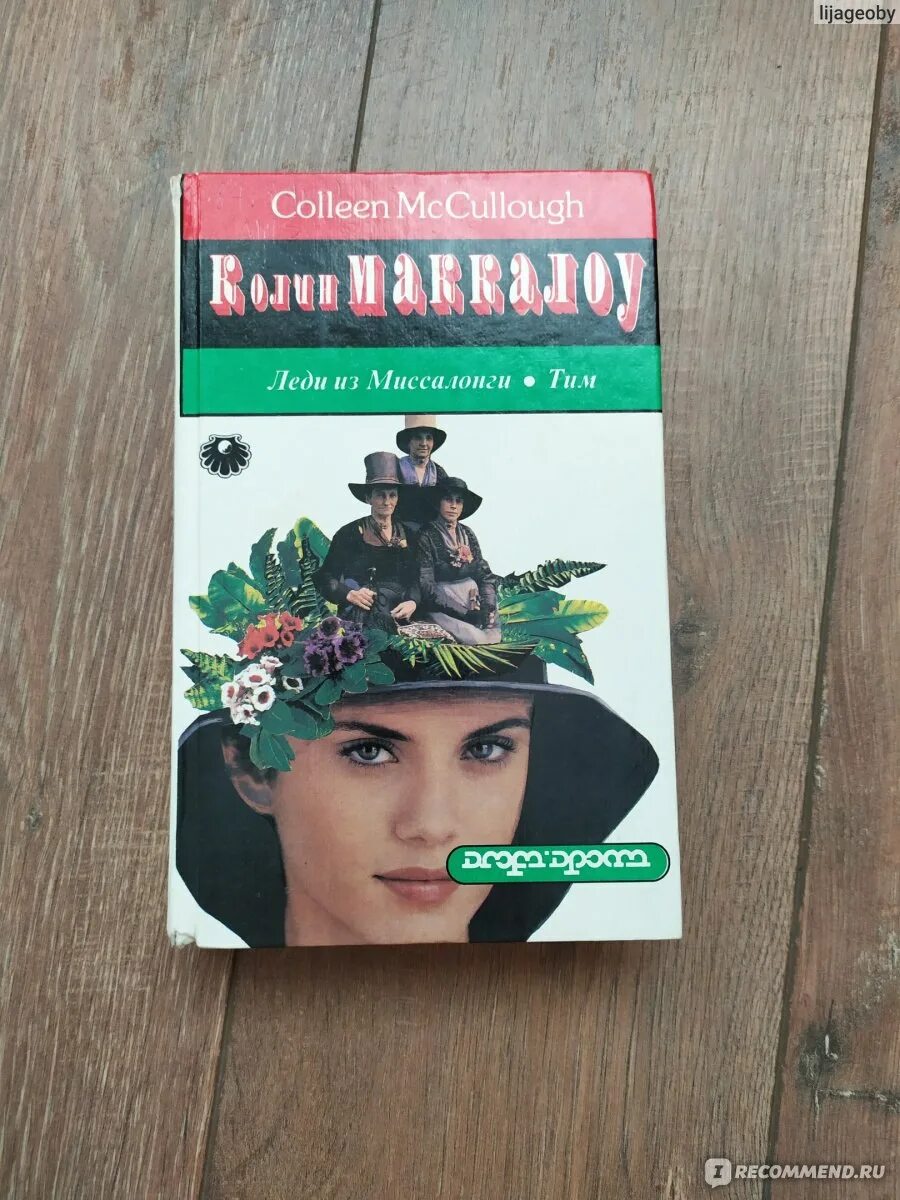 lijageoby
Colleen McCullough
Колин Маккалоу
Леди из Миссалонги • Тим
I RECOMMEND.RU